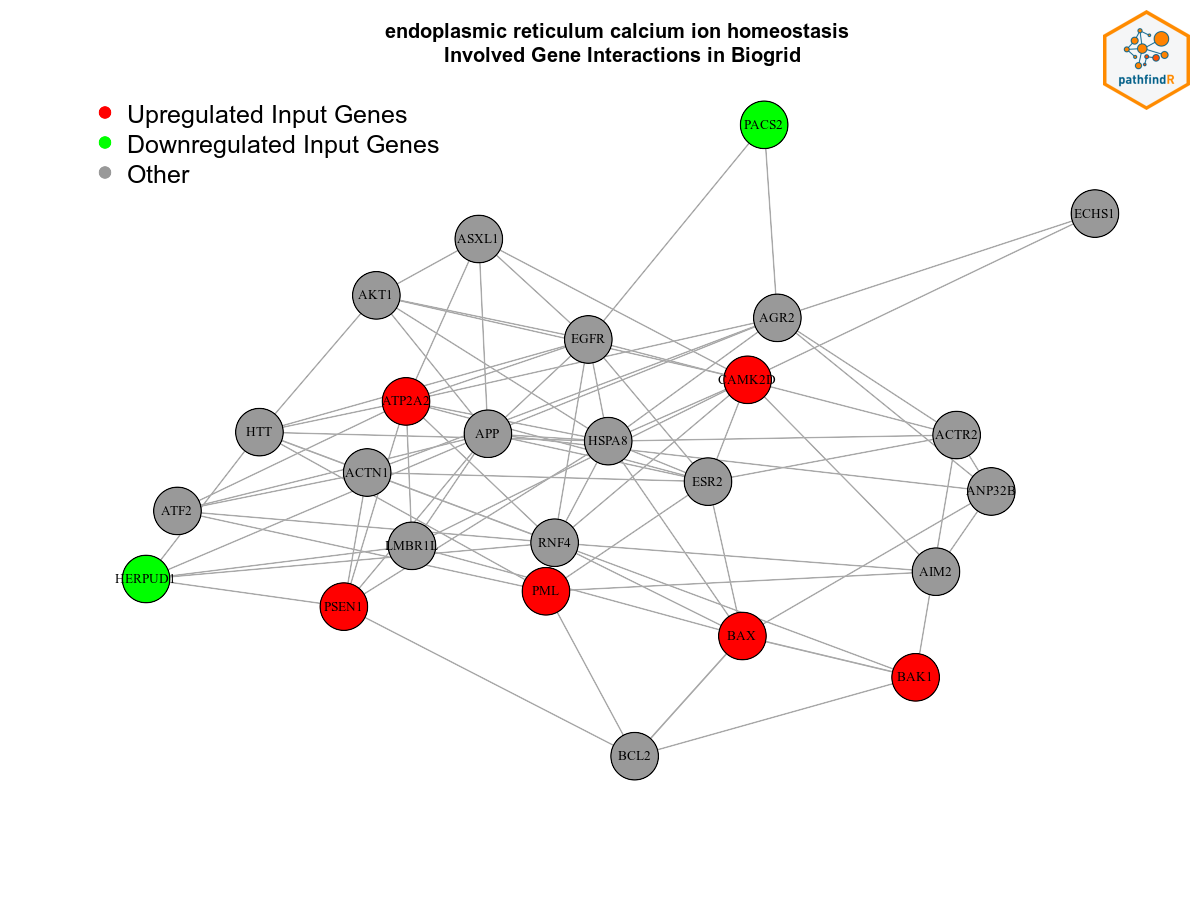 endoplasmic reticulum calcium ion homeostasis
Involved Gene Interactions in Biogrid
pathfindR
Upregulated Input Genes
Downregulated Input Genes
Other
PACS2
ECHS1
ASXL1
AKT1
AGR2
EGFR
CAMK2D
ATP2A2
HTT
APP
HSPA8
ACTR2
ACTN1
ESR2
ANP32B
ATF2
LMBR1L
RNF4
AIM2
HERPUD1
PML
PSEN1
BAX
BAK1
BCL2